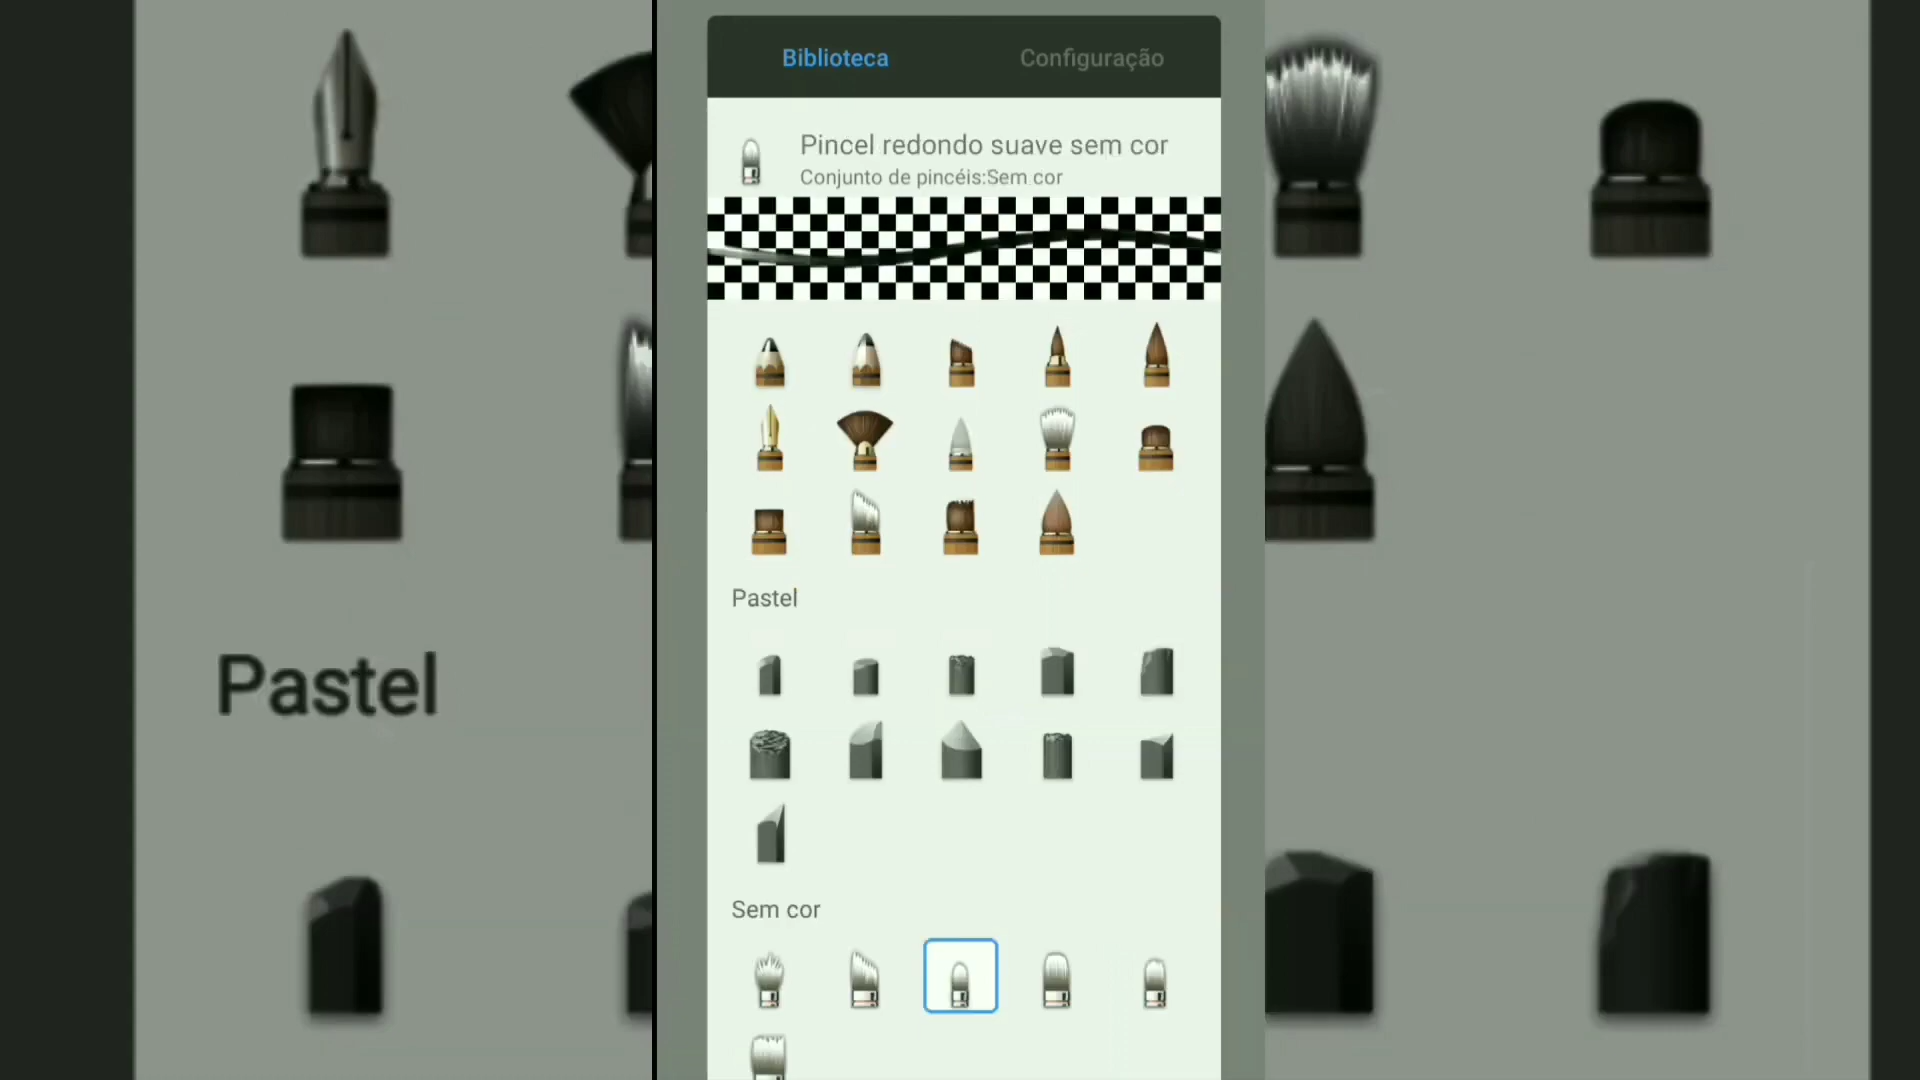 Biblioteca
Configuração
Pincel redondo suave sem cor
Conjunto de pincéis:Sem cor
Pastel
Sem cor
Pastel